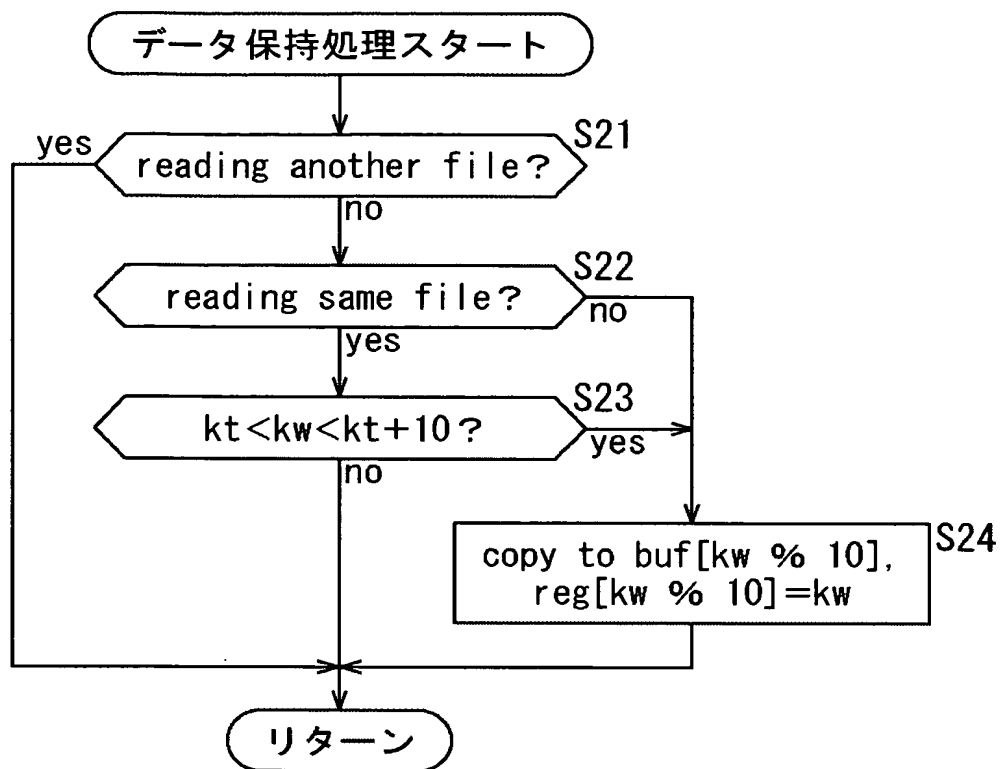 データ保持処理スタート
S21
yes
reading another file?
no
S22
reading same file?
no
yes
S23
kt<kw<kt+10?
yes
no
S24
copy to buf[kw % 10],
reg[kw % 10]=kw
リターン